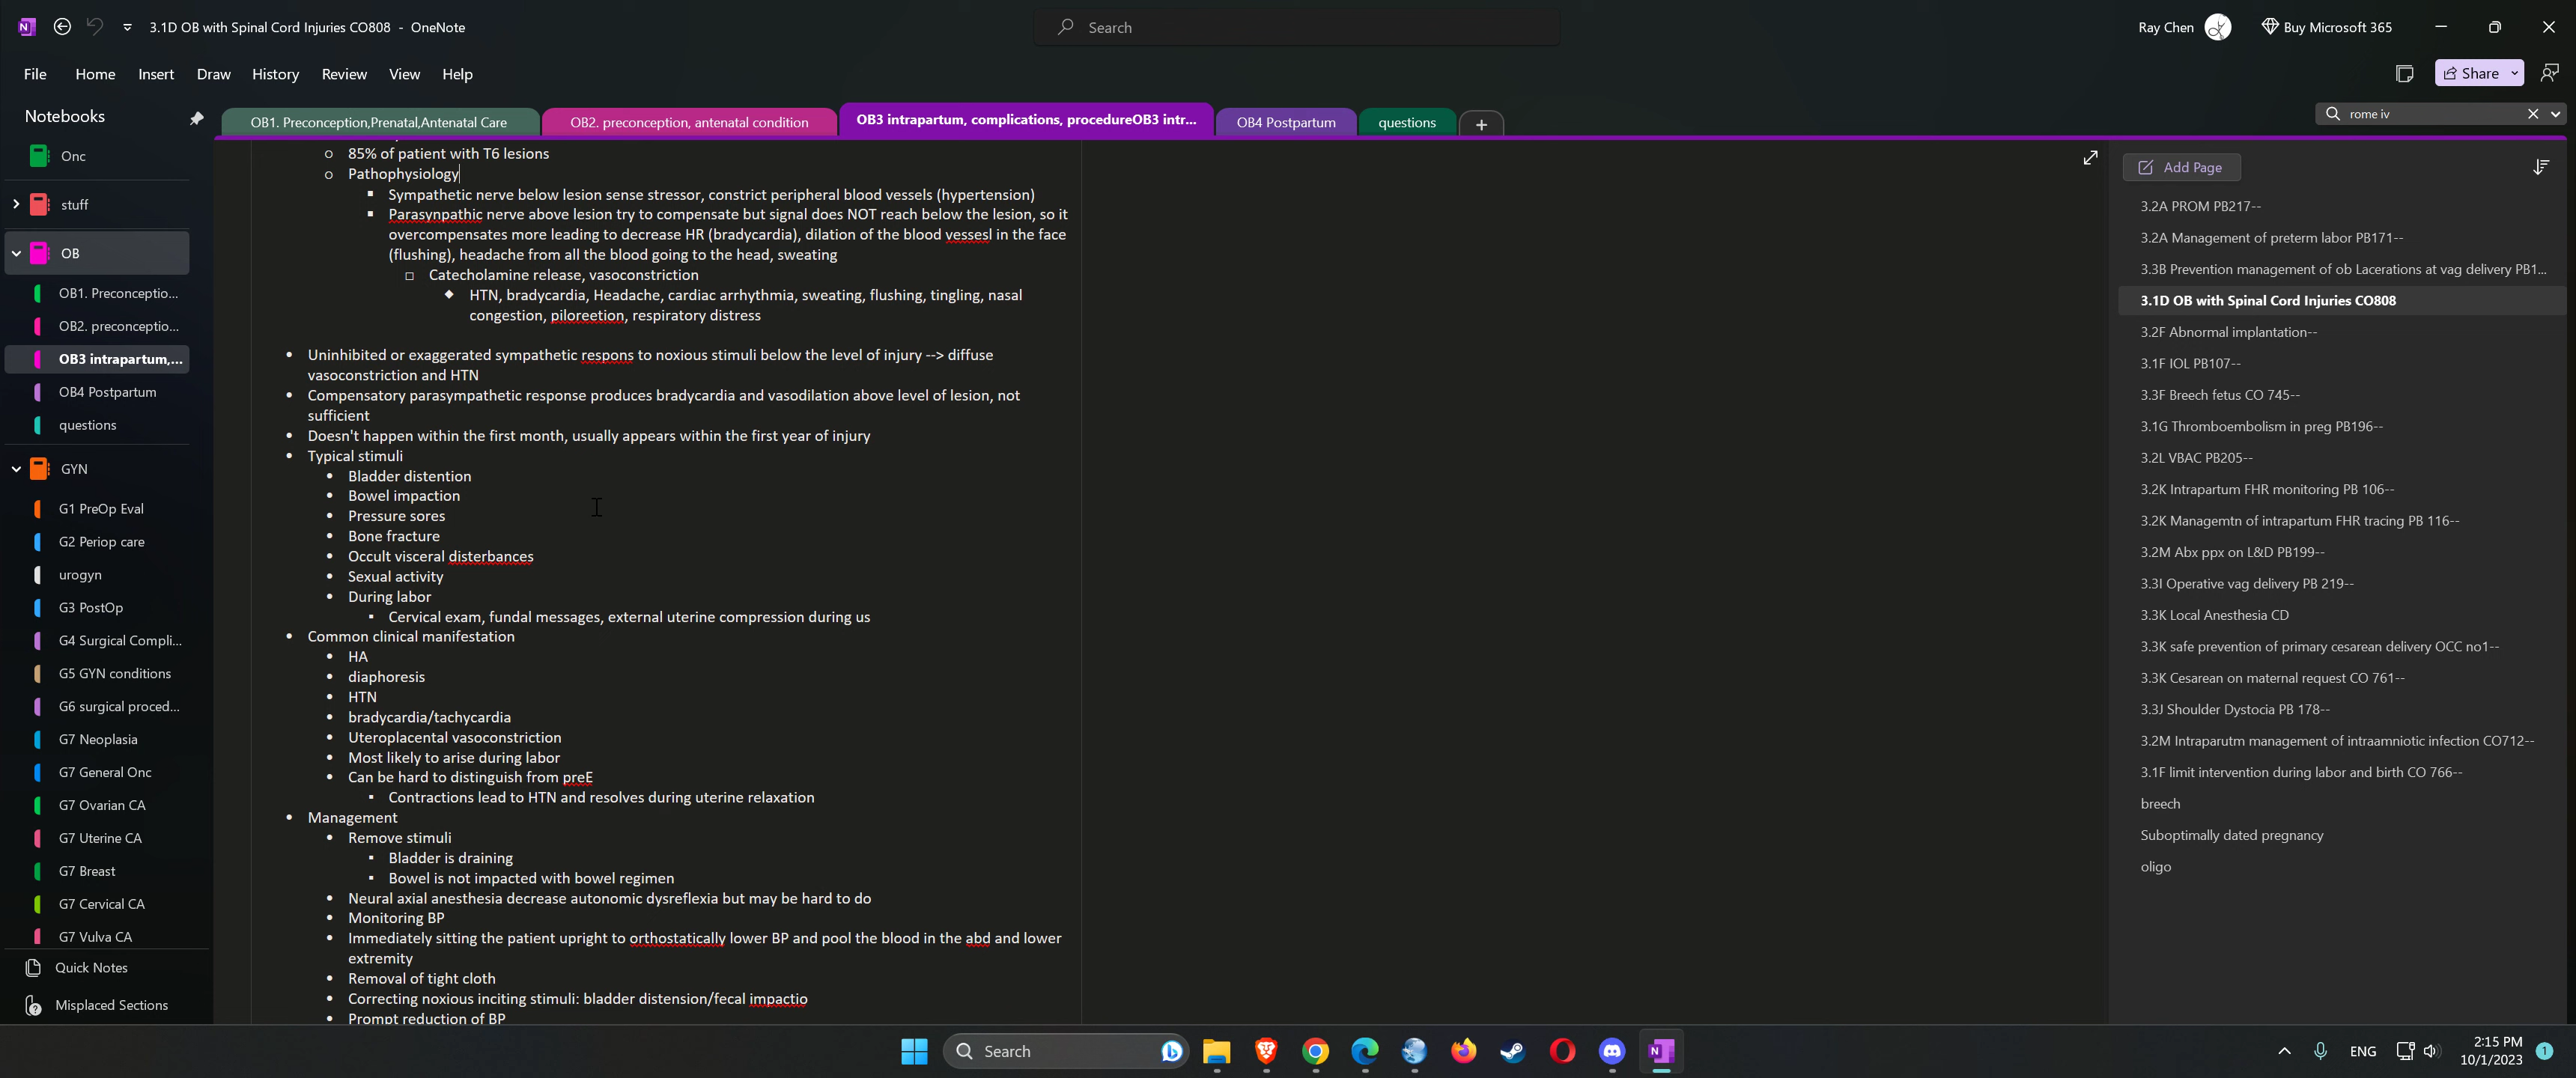 3.1D OB with Spinal Cord Injuries CO808 - OneNote
Search
Ray Chen
Buy Microsoft 365
File Home Insert Draw History Review View Help
Share
Notebooks
OB1. Preconception,Prenatal,Antenatal Care
OB2. preconception, antenatal condition
OB3 intrapartum, complications, procedureOB3 intr...
OB4 Postpartum
questions
+
rome iv
Onc
stuff
OB
OB1. Preconceptio...
OB2. preconceptio...
OB3 intrapartum,...
OB4 Postpartum
questions
GYN
G1 PreOp Eval
G2 Periop care
urogyn
G3 PostOp
G4 Surgical Compli...
G5 GYN conditions
G6 surgical proced...
G7 Neoplasia
G7 General Onc
G7 Ovarian CA
G7 Uterine CA
G7 Breast
G7 Cervical CA
G7 Vulva CA
Quick Notes
Misplaced Sections
85% of patient with T6 lesions
Pathophysiology
Sympathetic nerve below lesion sense stressor, constrict peripheral blood vessels (hypertension)
Parasynpathic nerve above lesion try to compensate but signal does NOT reach below the lesion, so it
overcompensates more leading to decrease HR (bradycardia), dilation of the blood vessesl in the face
(flushing), headache from all the blood going to the head, sweating
Catecholamine release, vasoconstriction
HTN, bradycardia, Headache, cardiac arrhythmia, sweating, flushing, tingling, nasal
congestion, piloreetion, respiratory distress
Uninhibited or exaggerated sympathetic respons to noxious stimuli below the level of injury --> diffuse
vasoconstriction and HTN
Compensatory parasympathetic response produces bradycardia and vasodilation above level of lesion, not
sufficient
Doesn't happen within the first month, usually appears within the first year of injury
Typical stimuli
Bladder distention
Bowel impaction
Pressure sores
Bone fracture
Occult visceral disterbances
Sexual activity
During labor
Cervical exam, fundal messages, external uterine compression during us
Common clinical manifestation
HA
diaphoresis
HTN
bradycardia/tachycardia
Uteroplacental vasoconstriction
Most likely to arise during labor
Can be hard to distinguish from preE
Contractions lead to HTN and resolves during uterine relaxation
Management
Remove stimuli
Bladder is draining
Bowel is not impacted with bowel regimen
Neural axial anesthesia decrease autonomic dysreflexia but may be hard to do
Monitoring BP
Immediately sitting the patient upright to orthostatically lower BP and pool the blood in the abd and lower
extremity
Removal of tight cloth
Correcting noxious inciting stimuli: bladder distension/fecal impactio
Prompt reduction of BP
Add Page
3.2A PROM PB217--
3.2A Management of preterm labor PB171--
3.3B Prevention management of ob Lacerations at vag delivery PB1...
3.1D OB with Spinal Cord Injuries CO808
3.2F Abnormal implantation--
3.1F IOL PB107--
3.3F Breech fetus CO 745--
3.1G Thromboembolism in preg PB196--
3.2L VBAC PB205--
3.2K Intrapartum FHR monitoring PB 106--
3.2K Managemtn of intrapartum FHR tracing PB 116--
3.2M Abx ppx on L&D PB199--
3.3I Operative vag delivery PB 219--
3.3K Local Anesthesia CD
3.3K safe prevention of primary cesarean delivery OCC no1--
3.3K Cesarean on maternal request CO 761--
3.3J Shoulder Dystocia PB 178--
3.2M Intraparutm management of intraamniotic infection CO712--
3.1F limit intervention during labor and birth CO 766--
breech
Suboptimally dated pregnancy
oligo
Search
ENG
2:15 PM
10/1/2023
1